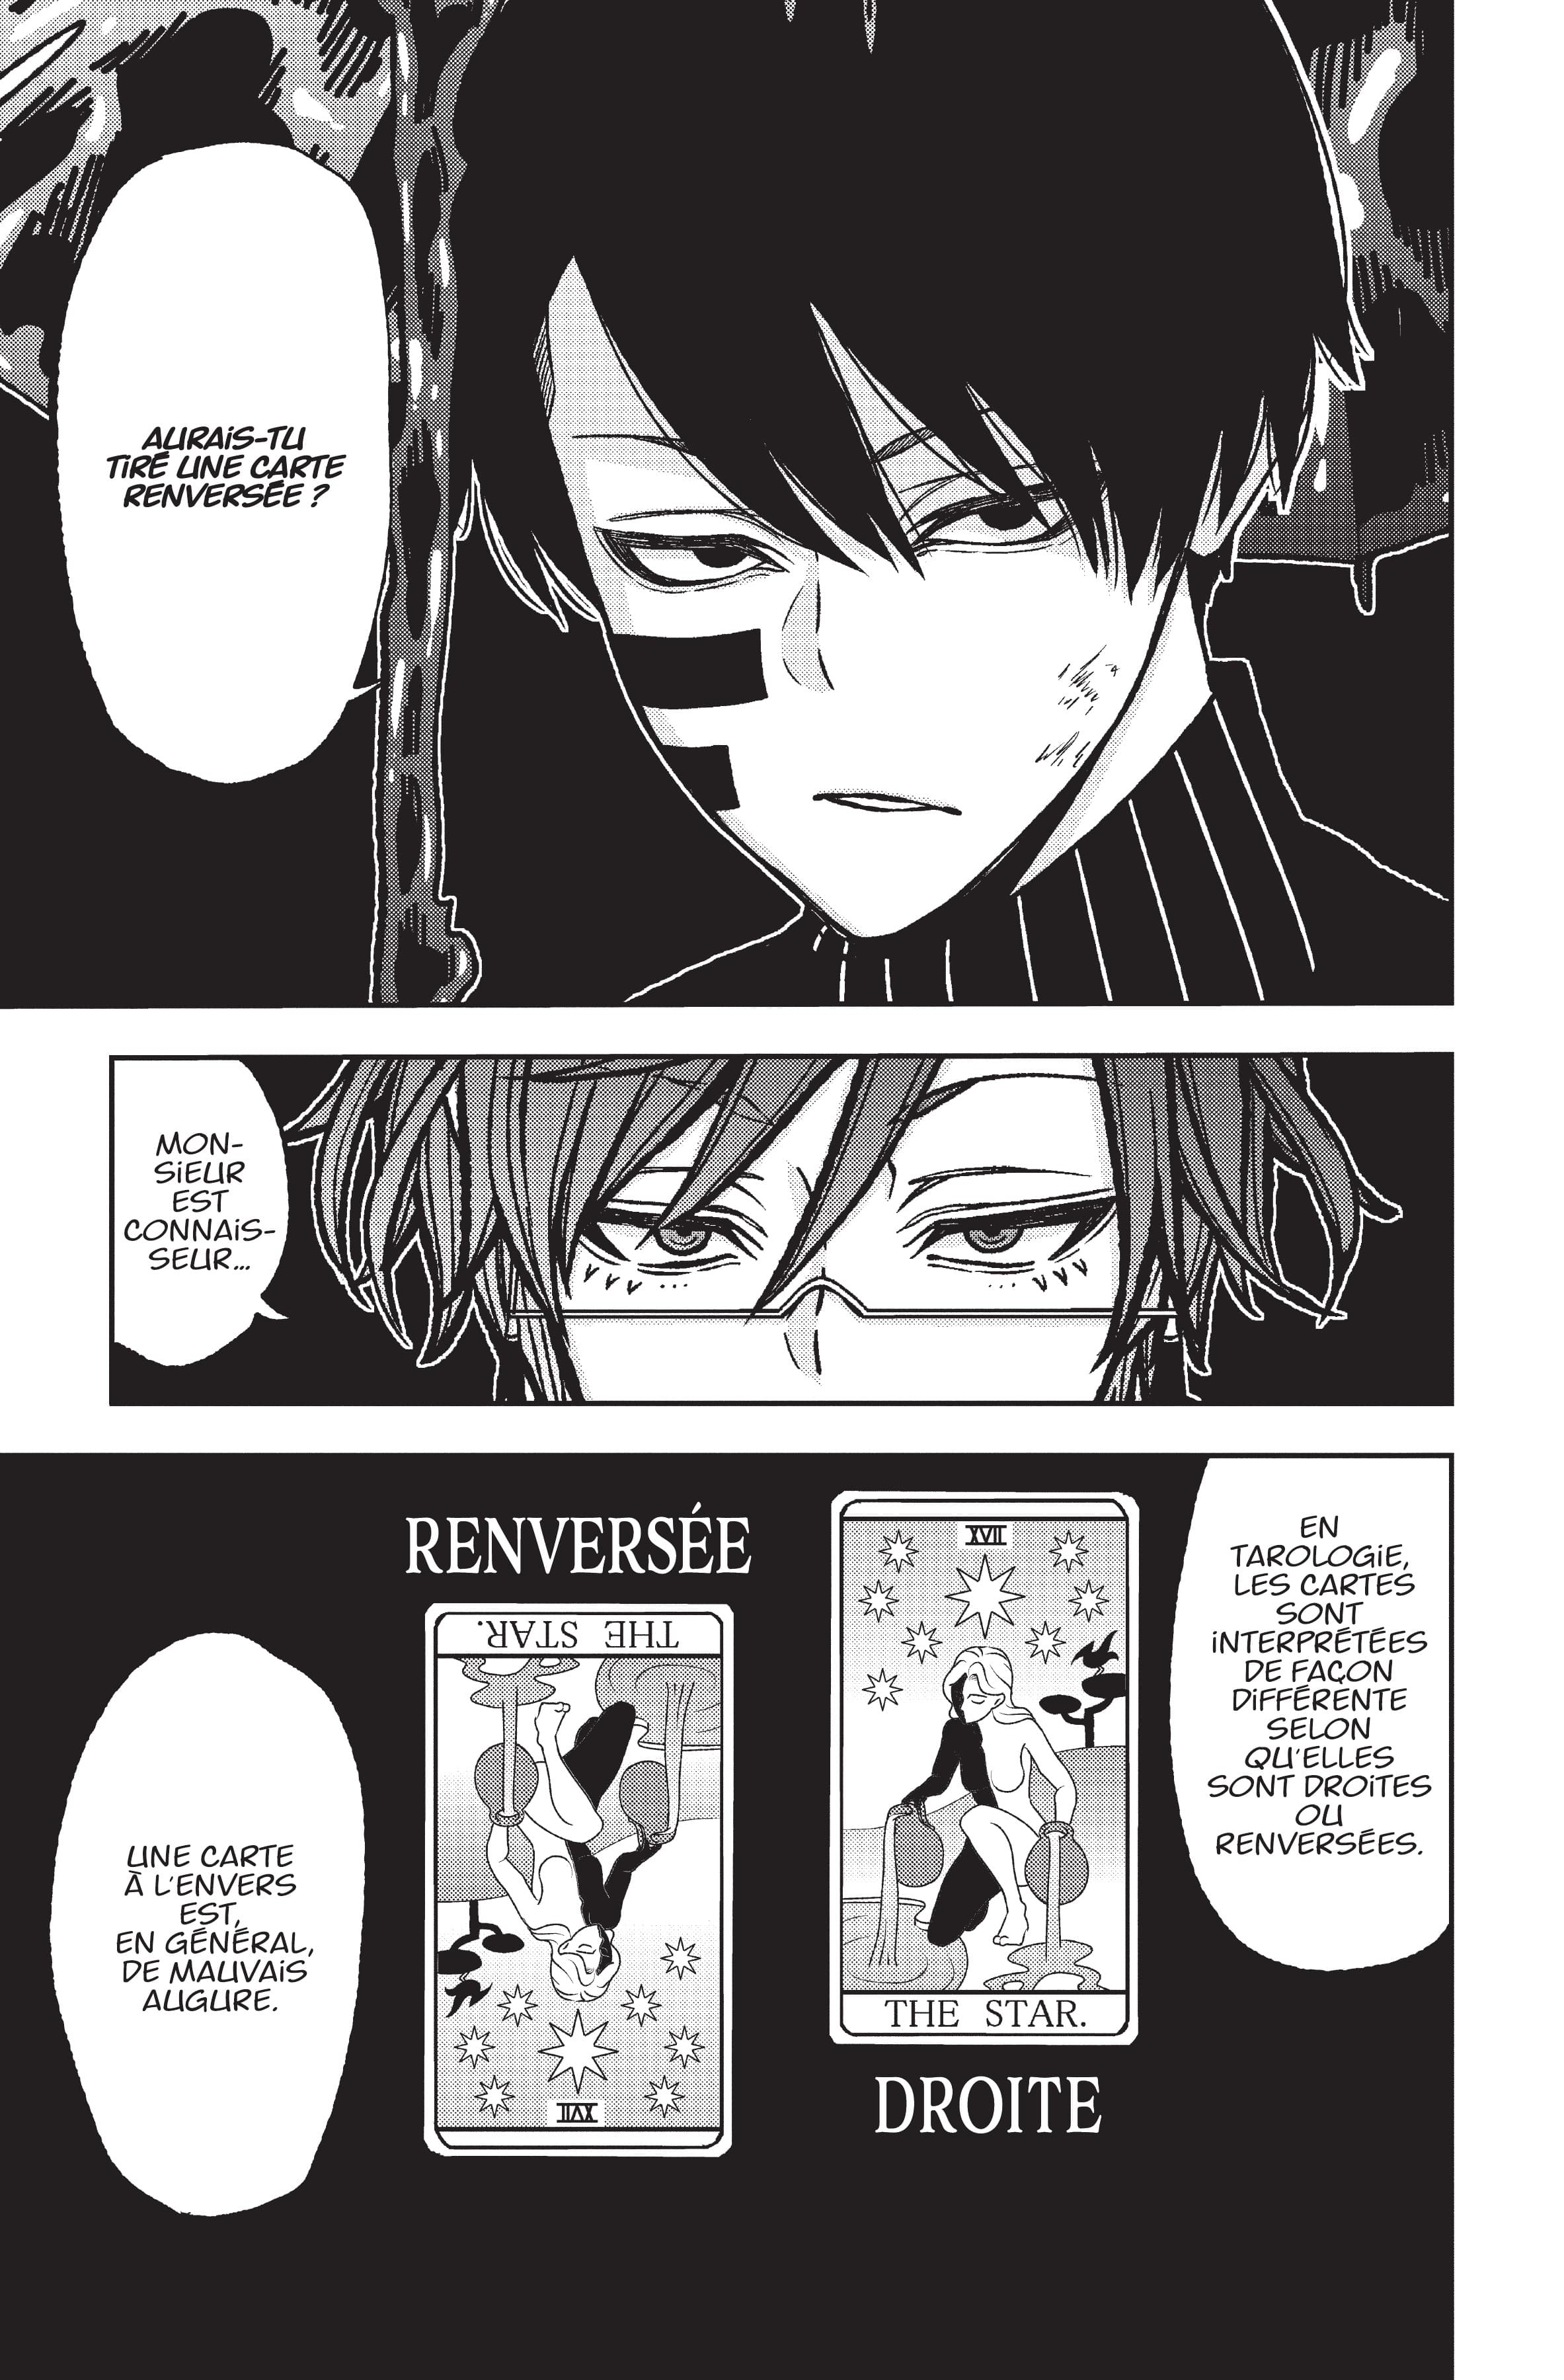 AURAIS-TU
TIRÉ UNE CARTE
RENVERSÉE ?
MON-
SIEUR
EST
CONNAIS-
SEUR...
EN
TAROLOGIE,
LES CARTES
SONT
INTERPRÉTÉES
DE FAÇON
DIFFÉRENTE
SELON
QU'ELLES
SONT DROITES
OU
RENVERSÉES.
XVII
THE STAR.
DROITE
RENVERSÉE
THE STAR.
XVII
UNE CARTE
À L'ENVERS
EST,
EN GÉNÉRAL,
DE MAUVAIS
AUGURE.